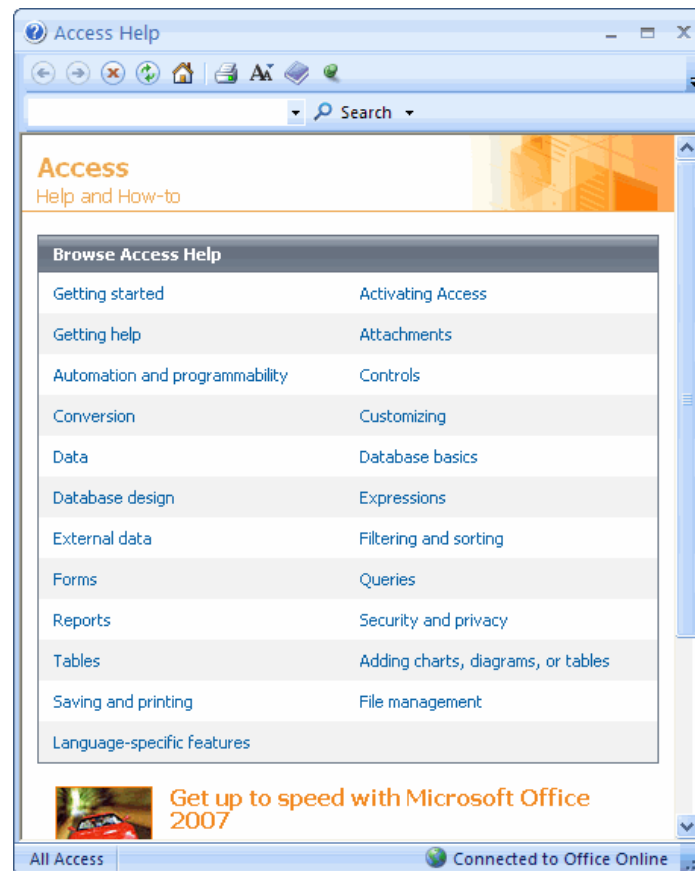 Access Help
Search
Access
Help and How-to
Browse Access Help
Getting started Activating Access
Getting help Attachments
Automation and programmability Controls
Conversion Customizing
Data Database basics
Database design Expressions
External data Filtering and sorting
Forms Queries
Reports Security and privacy
Tables Adding charts, diagrams, or tables
Saving and printing File management
Language-specific features
Get up to speed with Microsoft Office
2007
All Access Connected to Office Online